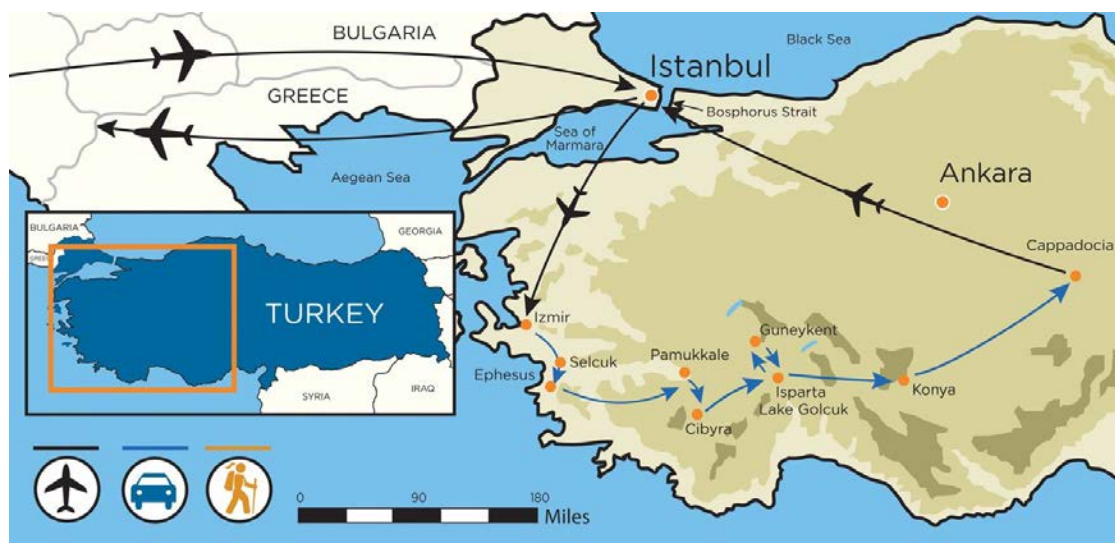 BULGARIA
Black Sea
Istanbul
GREECE
Bosphorus Strait
Sea of
Marmara
Aegean Sea
Ankara
BULGARIA
GEORGIA
GREECE
Cappadocia
TURKEY
Izmir
Guneykent
Selcuk
Pamukkale
Ephesus
Isparta
Lake Golcuk
Konya
SYRIA
IRAQ
Cibyra
0
90
180
Miles